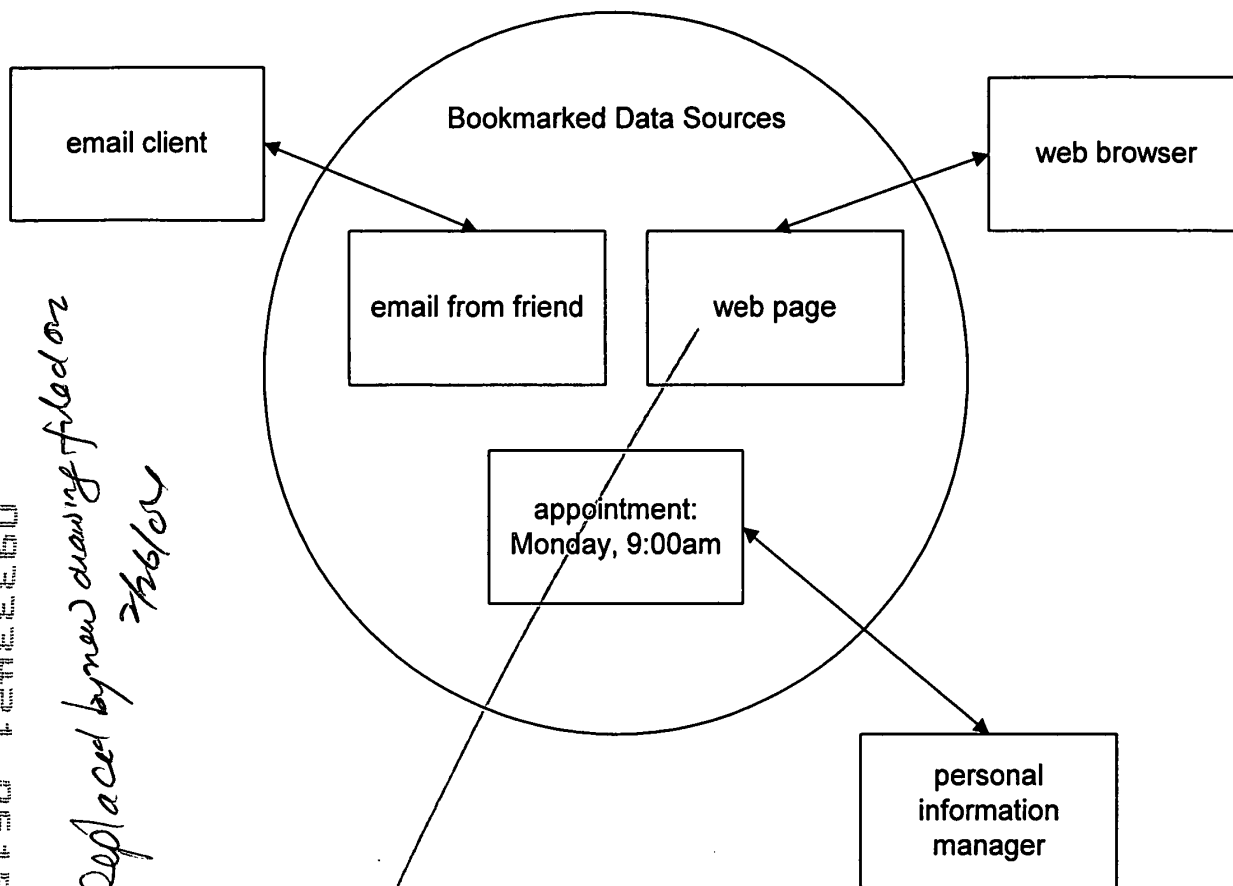 Bookmarked Data Sources
email client
web browser
email from friend
web page
appointment:
Monday, 9:00am
personal
information
manager
Replaced by new drawing filed on